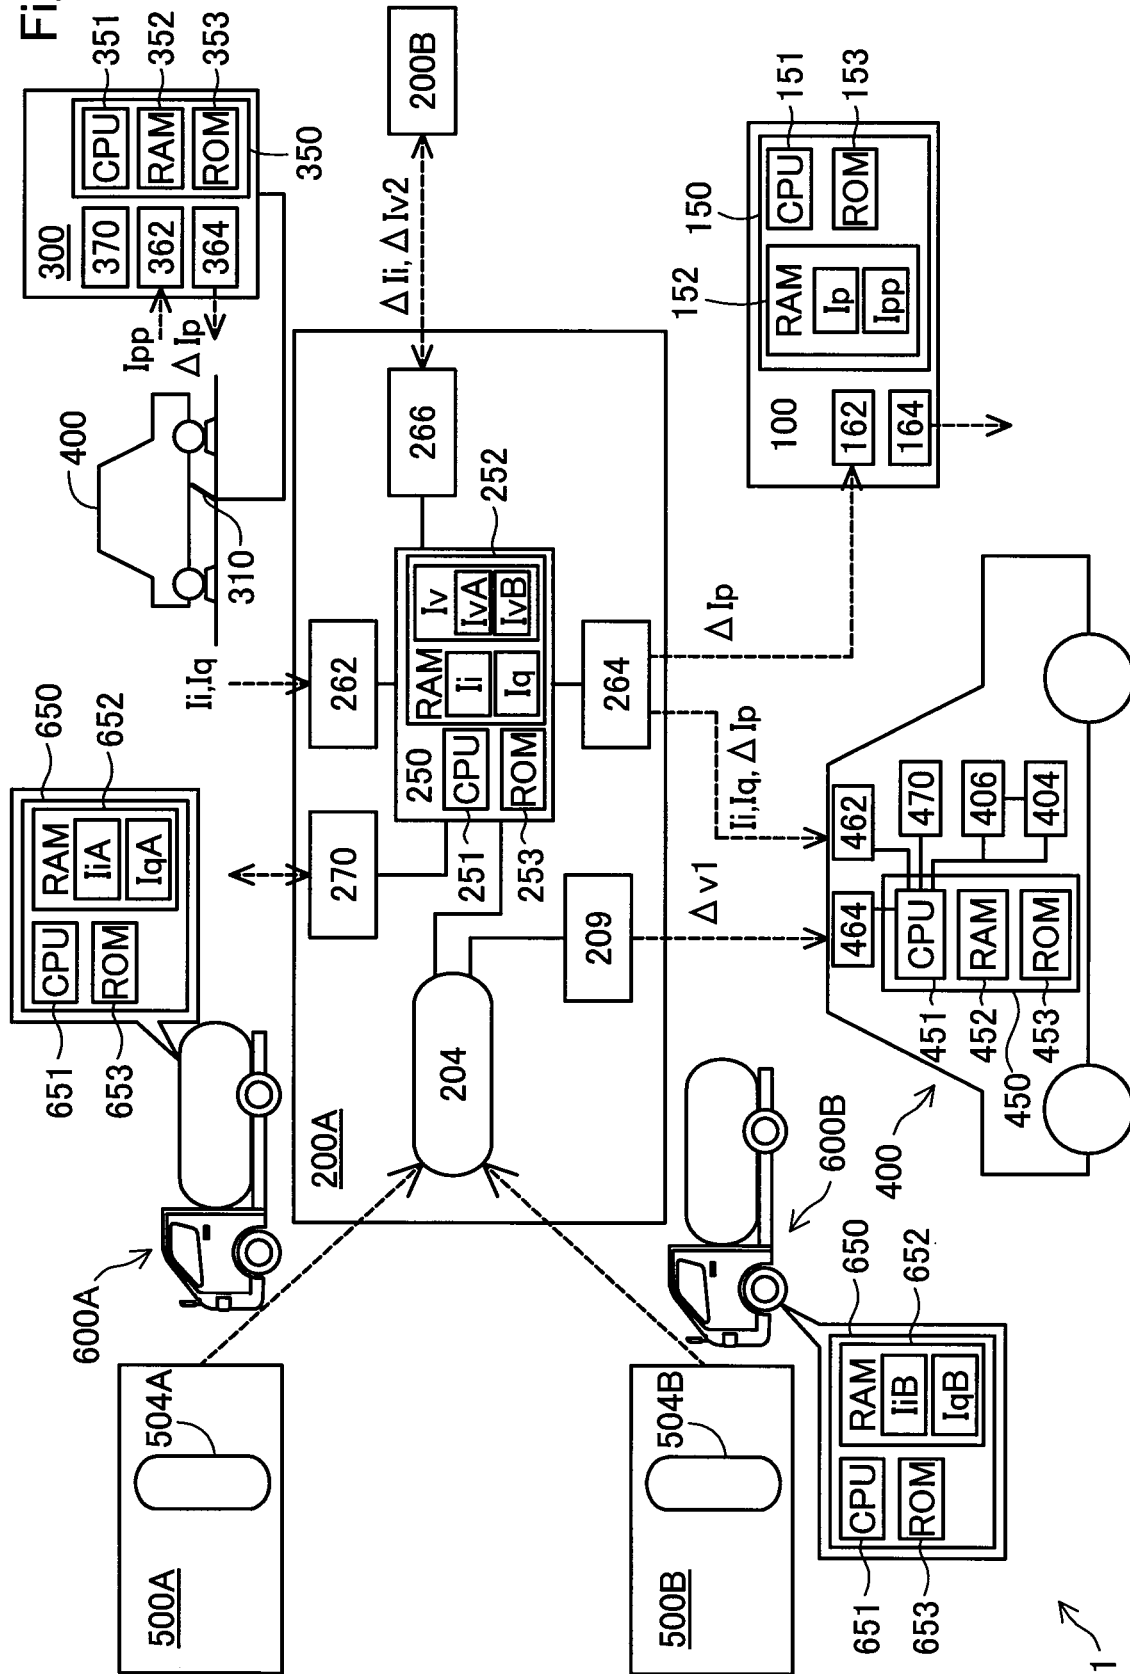 Fig
500A
504A
600A
651
CPU
653
ROM
650
RAM
652
IiA
IqA
Ii,Iq
400
310
Ipp
ΔIp
300
370
362
364
CPU
351
RAM
352
ROM
353
350
200A
204
270
262
209
250
CPU
251
ROM
253
RAM
Ii
Iq
Iv
IvA
IvB
252
266
264
ΔIi, ΔIv2
200B
500B
504B
600B
651
CPU
653
ROM
650
RAM
652
IiB
IqB
Δv1
Ii,Iq, ΔIp
ΔIp
400
464
462
470
406
404
CPU
451
RAM
452
ROM
453
450
100
162
164
150
152
RAM
Ip
Ipp
CPU
151
ROM
153
1